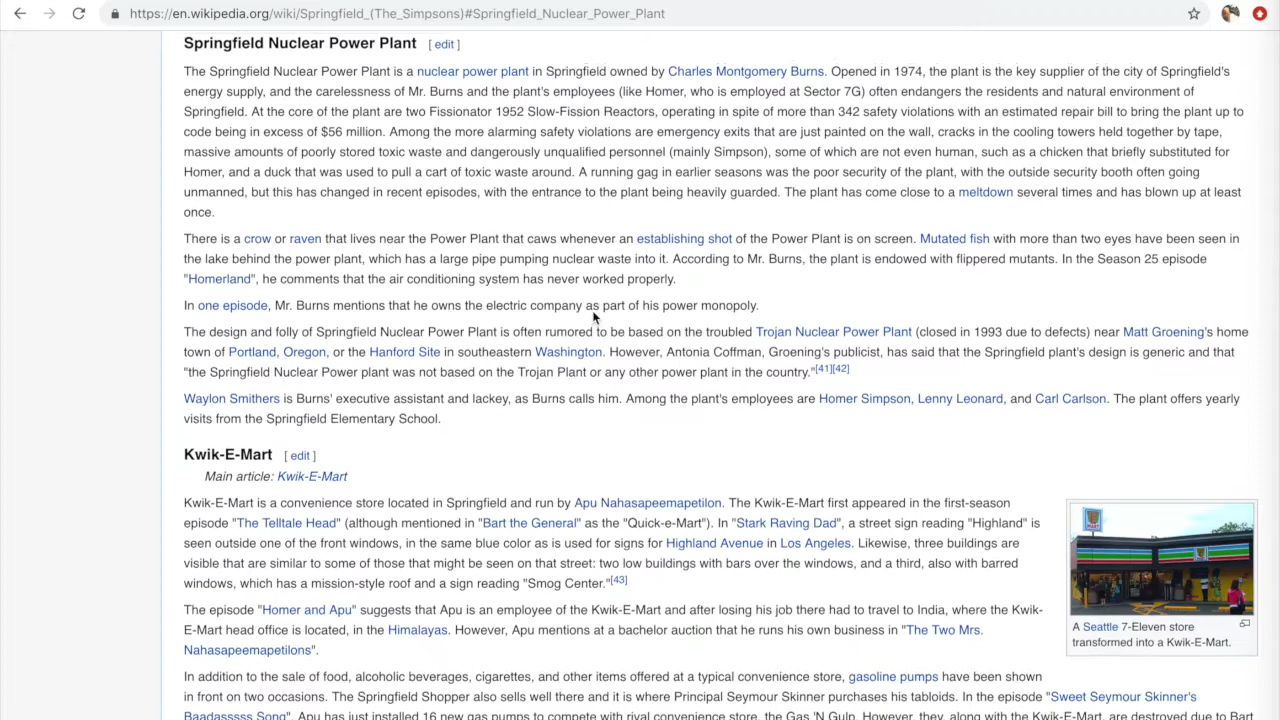 https://en.wikipedia.org/wiki/Springfield_(The_Simpsons)#Springfield_Nuclear_Power_Plant
Springfield Nuclear Power Plant [ edit ]
The Springfield Nuclear Power Plant is a nuclear power plant in Springfield owned by Charles Montgomery Burns. Opened in 1974, the plant is the key supplier of the city of Springfield's
energy supply, and the carelessness of Mr. Burns and the plant's employees (like Homer, who is employed at Sector 7G) often endangers the residents and natural environment of
Springfield. At the core of the plant are two Fissionator 1952 Slow-Fission Reactors, operating in spite of more than 342 safety violations with an estimated repair bill to bring the plant up to
code being in excess of $56 million. Among the more alarming safety violations are emergency exits that are just painted on the wall, cracks in the cooling towers held together by tape,
massive amounts of poorly stored toxic waste and dangerously unqualified personnel (mainly Simpson), some of which are not even human, such as a chicken that briefly substituted for
Homer, and a duck that was used to pull a cart of toxic waste around. A running gag in earlier seasons was the poor security of the plant, with the outside security booth often going
unmanned, but this has changed in recent episodes, with the entrance to the plant being heavily guarded. The plant has come close to a meltdown several times and has blown up at least
once.
There is a crow or raven that lives near the Power Plant that caws whenever an establishing shot of the Power Plant is on screen. Mutated fish with more than two eyes have been seen in
the lake behind the power plant, which has a large pipe pumping nuclear waste into it. According to Mr. Burns, the plant is endowed with flippered mutants. In the Season 25 episode
"Homerland", he comments that the air conditioning system has never worked properly.
In one episode, Mr. Burns mentions that he owns the electric company as part of his power monopoly.
The design and folly of Springfield Nuclear Power Plant is often rumored to be based on the troubled Trojan Nuclear Power Plant (closed in 1993 due to defects) near Matt Groening's home
town of Portland, Oregon, or the Hanford Site in southeastern Washington. However, Antonia Coffman, Groening's publicist, has said that the Springfield plant's design is generic and that
"the Springfield Nuclear Power plant was not based on the Trojan Plant or any other power plant in the country."[41][42]
Waylon Smithers is Burns' executive assistant and lackey, as Burns calls him. Among the plant's employees are Homer Simpson, Lenny Leonard, and Carl Carlson. The plant offers yearly
visits from the Springfield Elementary School.
Kwik-E-Mart [ edit ]
Main article: Kwik-E-Mart
Kwik-E-Mart is a convenience store located in Springfield and run by Apu Nahasapeemapetilon. The Kwik-E-Mart first appeared in the first-season
episode "The Telltale Head" (although mentioned in "Bart the General" as the "Quick-e-Mart"). In "Stark Raving Dad", a street sign reading "Highland" is
seen outside one of the front windows, in the same blue color as is used for signs for Highland Avenue in Los Angeles. Likewise, three buildings are
visible that are similar to some of those that might be seen on that street: two low buildings with bars over the windows, and a third, also with barred
windows, which has a mission-style roof and a sign reading "Smog Center."[43]
The episode "Homer and Apu" suggests that Apu is an employee of the Kwik-E-Mart and after losing his job there had to travel to India, where the Kwik-
E-Mart head office is located, in the Himalayas. However, Apu mentions at a bachelor auction that he runs his own business in "The Two Mrs.
Nahasapeemapetilons".
A Seattle 7-Eleven store
transformed into a Kwik-E-Mart.
In addition to the sale of food, alcoholic beverages, cigarettes, and other items offered at a typical convenience store, gasoline pumps have been shown
in front on two occasions. The Springfield Shopper also sells well there and it is where Principal Seymour Skinner purchases his tabloids. In the episode "Sweet Seymour Skinner's
Baadasssss Song", Apu has just installed 16 new gas pumps to compete with rival convenience store, the Gas 'N Gulp. However, they, along with the Kwik-E-Mart, are destroyed due to Bart